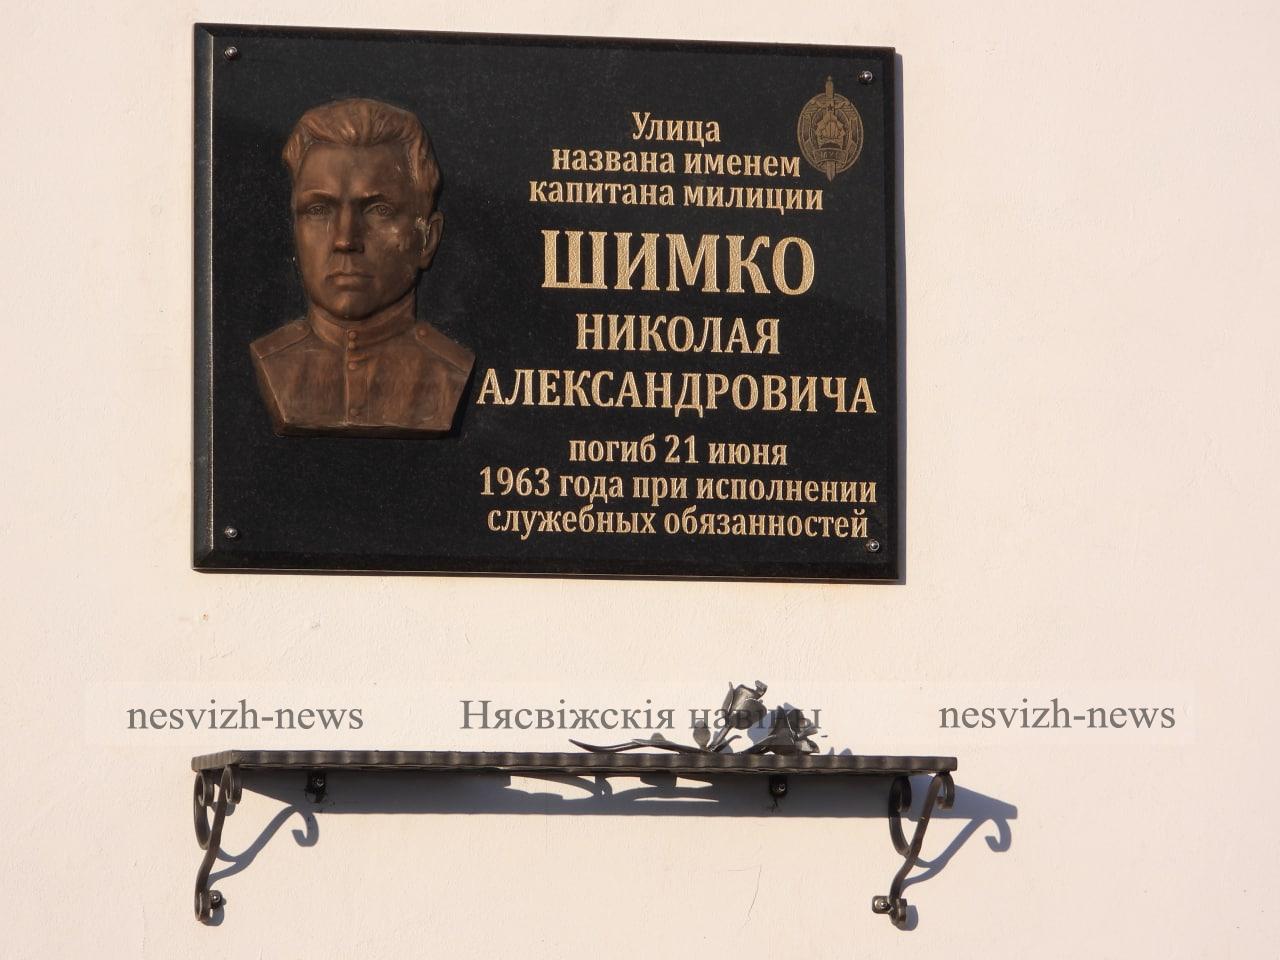 Улица
названа именем
капитана милиции
ШИМКО
НИКОЛАЯ
АЛЕКСАНДРОВИЧА
погиб 21 июня
1963 года при исполнении
служебных обязанностей
nesvizh-news Нясвіжскія навіны nesvizh-news